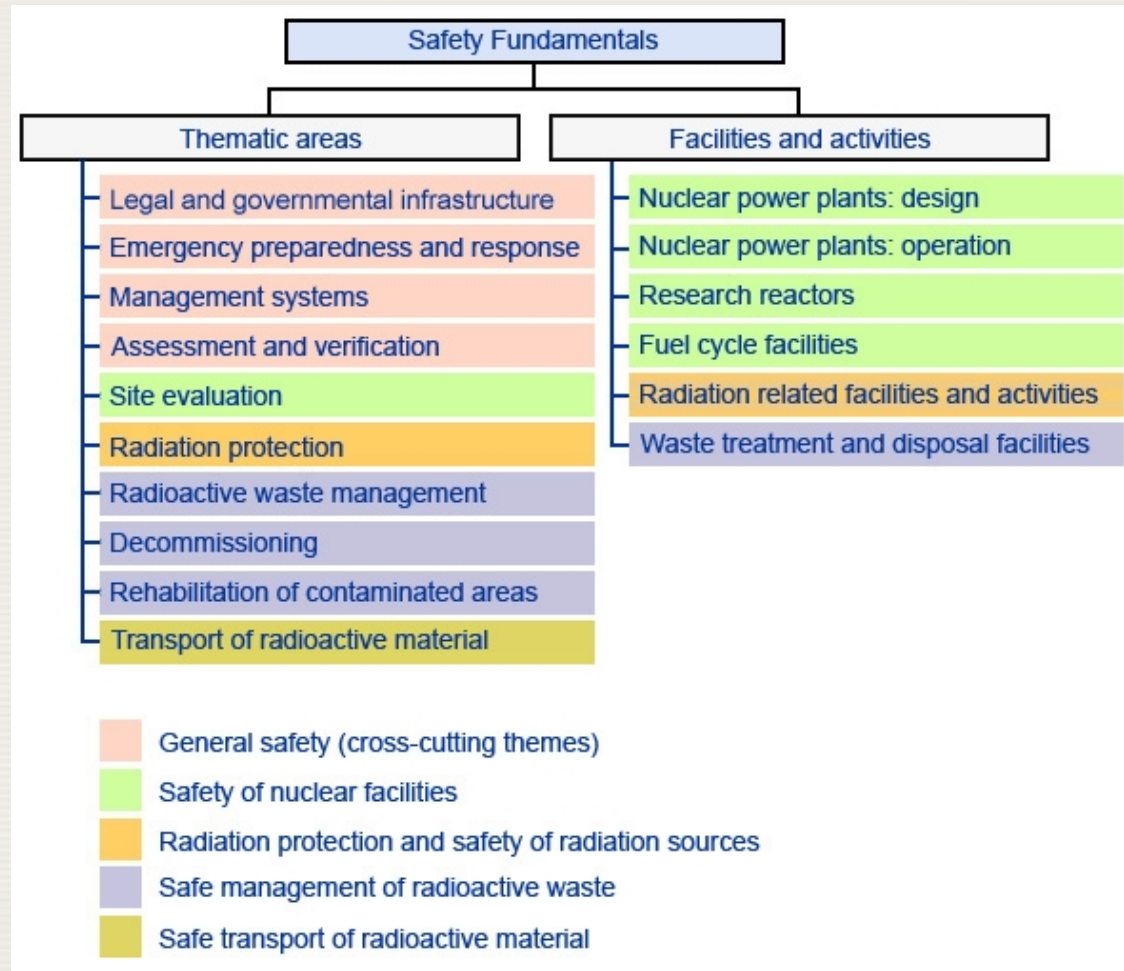 Safety Fundamentals
Thematic areas
Legal and governmental infrastructure
Emergency preparedness and response
Management systems
Assessment and verification
Site evaluation
Radiation protection
Radioactive waste management
Decommissioning
Rehabilitation of contaminated areas
Transport of radioactive material
Facilities and activities
Nuclear power plants: design
Nuclear power plants: operation
Research reactors
Fuel cycle facilities
Radiation related facilities and activities
Waste treatment and disposal facilities
General safety (cross-cutting themes)
Safety of nuclear facilities
Radiation protection and safety of radiation sources
Safe management of radioactive waste
Safe transport of radioactive material